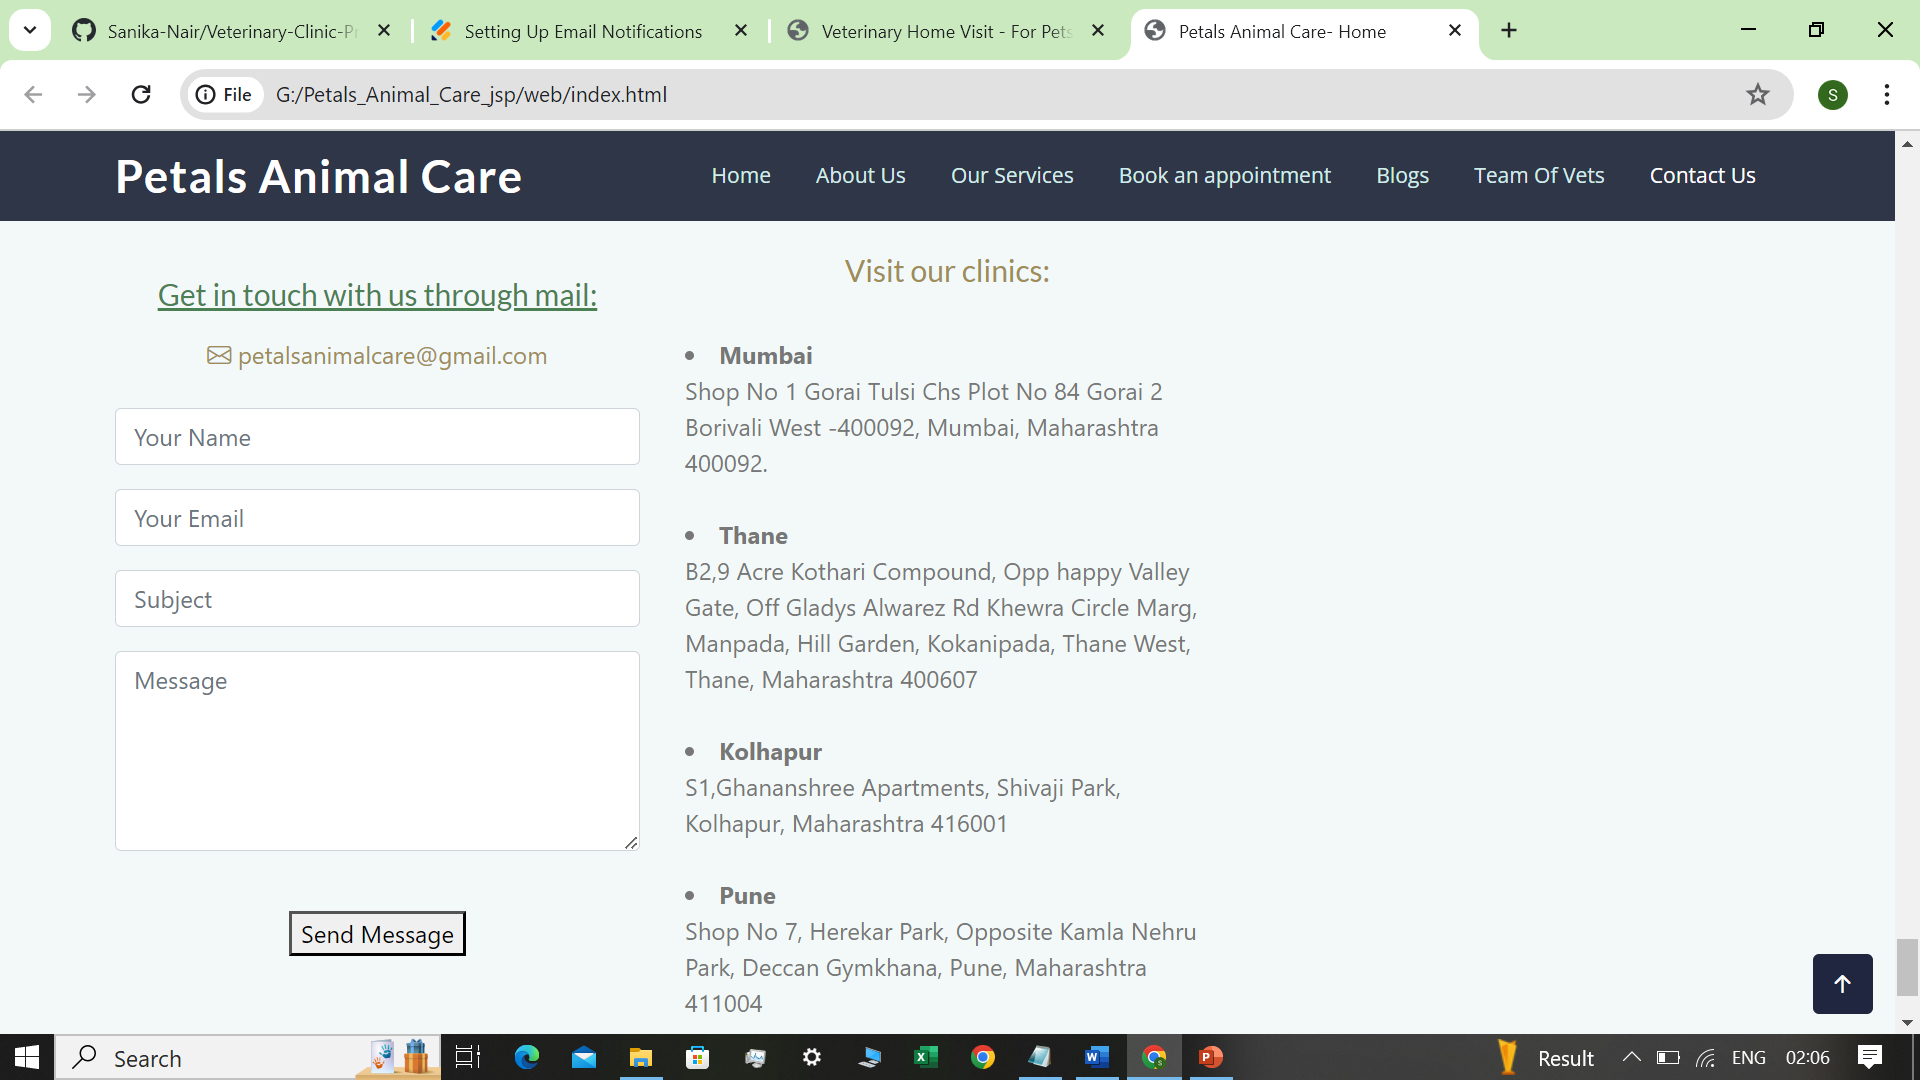 Sanika-Nair/Veterinary-Clinic-Pr
Setting Up Email Notifications
Veterinary Home Visit - For Pets
Petals Animal Care- Home
File
G:/Petals_Animal_Care_jsp/web/index.html
S
Petals Animal Care
Home
About Us
Our Services
Book an appointment
Blogs
Team Of Vets
Contact Us
Get in touch with us through mail:
petalsanimalcare@gmail.com
Your Name
Your Email
Subject
Message
Send Message
Visit our clinics:
• Mumbai
Shop No 1 Gorai Tulsi Chs Plot No 84 Gorai 2
Borivali West -400092, Mumbai, Maharashtra
400092.
• Thane
B2,9 Acre Kothari Compound, Opp happy Valley
Gate, Off Gladys Alwarez Rd Khewra Circle Marg,
Manpada, Hill Garden, Kokanipada, Thane West,
Thane, Maharashtra 400607
• Kolhapur
S1,Ghananshree Apartments, Shivaji Park,
Kolhapur, Maharashtra 416001
• Pune
Shop No 7, Herekar Park, Opposite Kamla Nehru
Park, Deccan Gymkhana, Pune, Maharashtra
411004
Search
Result
ENG
02:06